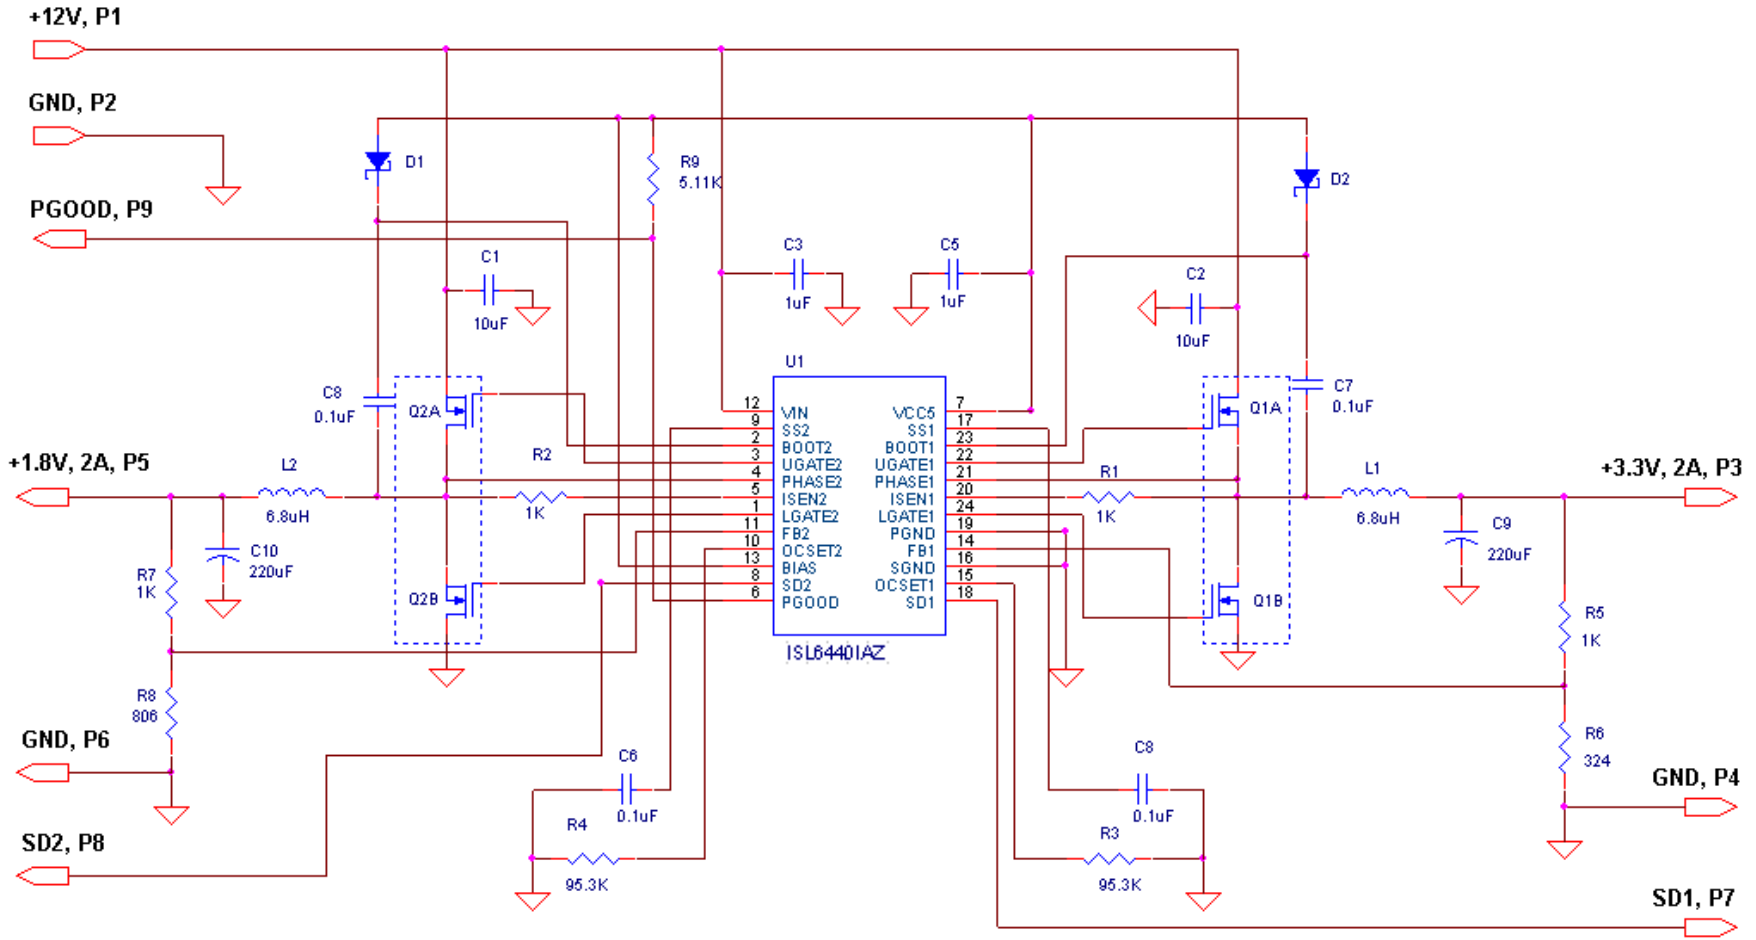 +12V, P1
GND, P2
PGOOD, P9
D1
R9
5.11K
D2
C1
10uF
C3
1uF
C5
1uF
C2
10uF
U1
C8
0.1uF
Q2A
Q1A
C7
0.1uF
12 VIN VCC5 7
9 SS2 SS1 17
2 BOOT2 BOOT1 23
3 UGATE2 UGATE1 22
4 PHASE2 PHASE1 21
5 ISEN2 ISEN1 20
1 LGATE2 LGATE1 24
11 FB2 PGND 19
10 OCSET2 FB1 14
13 BIAS SGND 16
8 SD2 OCSET1 15
6 PGOOD SD1 18
ISL6440IAZ
+1.8V, 2A, P5
L2
6.8uH
R2
1K
R1
1K
L1
6.8uH
+3.3V, 2A, P3
C10
220uF
C9
220uF
R7
1K
Q2B
Q1B
R5
1K
R8
806
R6
324
GND, P6
GND, P4
C6
0.1uF
C8
0.1uF
R4
95.3K
R3
95.3K
SD2, P8
SD1, P7